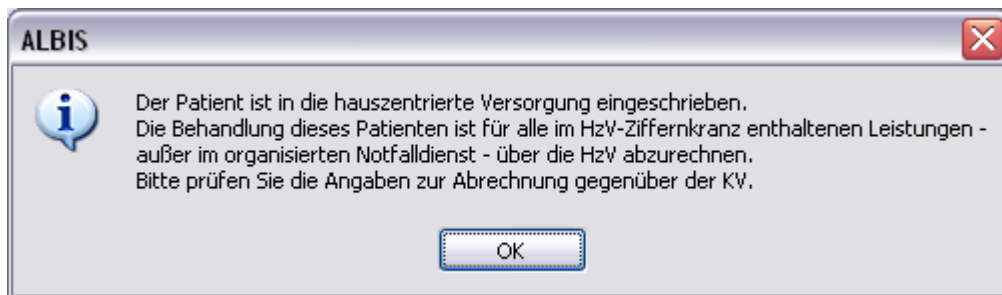 ALBIS
Der Patient ist in die hauszentrierte Versorgung eingeschrieben.
Die Behandlung dieses Patienten ist für alle im HzV-Ziffernkranz enthaltenen Leistungen -
außer im organisierten Notfalldienst - über die HzV abzurechnen.
Bitte prüfen Sie die Angaben zur Abrechnung gegenüber der KV.
OK